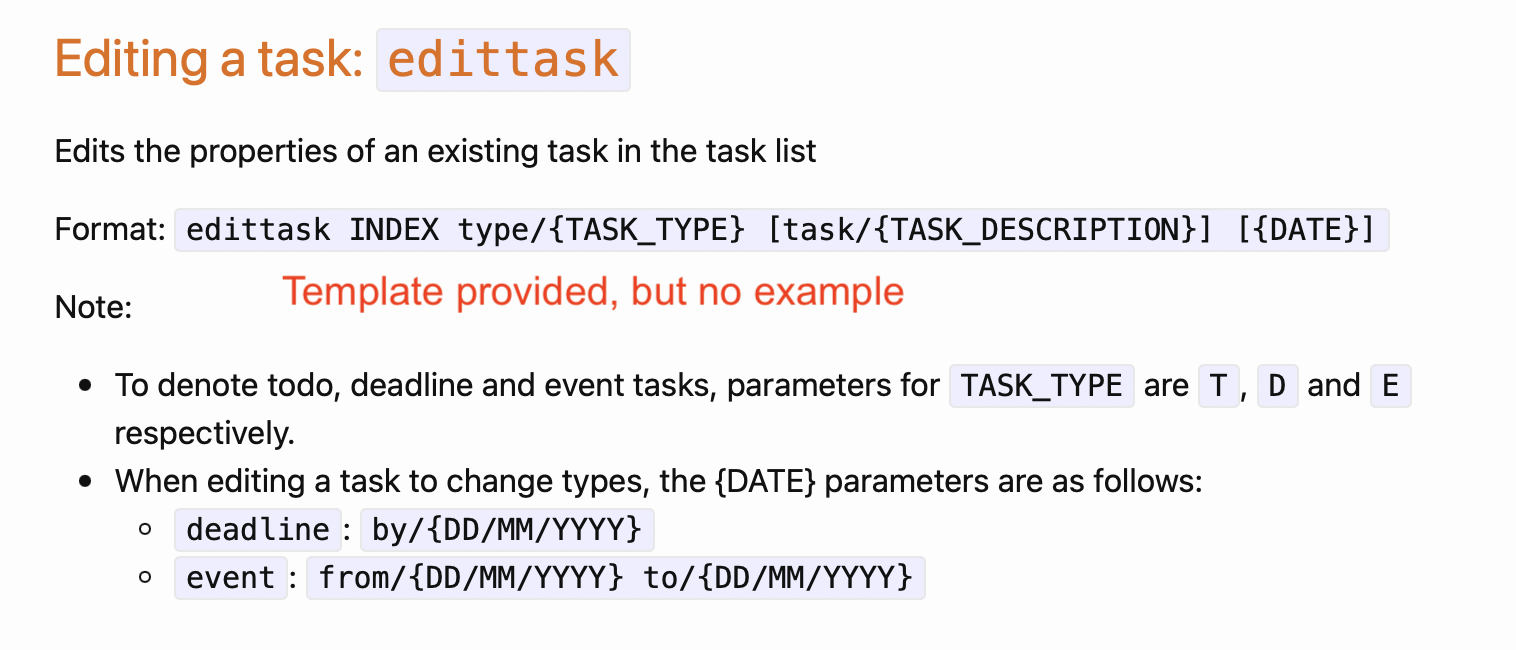 Editing a task: edittask
Edits the properties of an existing task in the task list
Format: edittask INDEX type/{TASK_TYPE} [task/{TASK_DESCRIPTION}] [{DATE}]
Template provided, but no example
Note:
To denote todo, deadline and event tasks, parameters for TASK_TYPE are T, D and E
respectively.
When editing a task to change types, the {DATE} parameters are as follows:
deadline: by/{DD/MM/YYYY}
event: from/{DD/MM/YYYY} to/{DD/MM/YYYY}